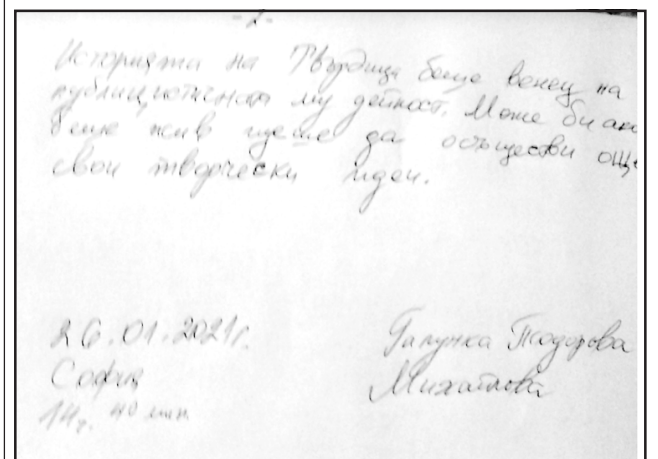 -2-
Историята на Твърдица беше венец на
публицистичната му дейност. Може би ако
беше жив щеше да осъществи още
свои творчески идеи.
26.01.2021г.
София
14ч. 40 мин.
Галунка Тодорова
Михайлова